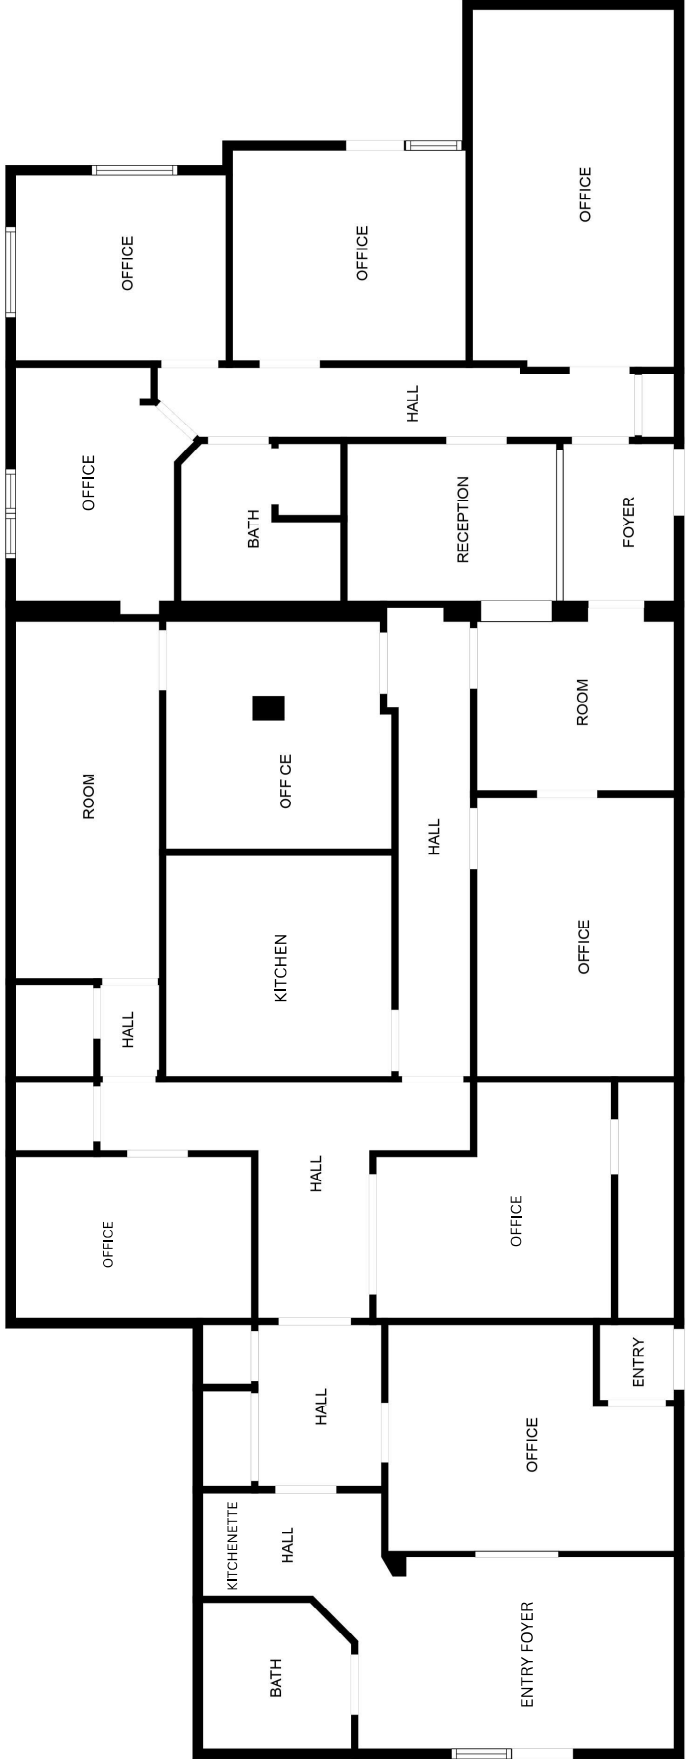 OFFICE
OFFICE
OFFICE
HALL
OFFICE
BATH
RECEPTION
FOYER
ROOM
OFF CE
ROOM
HALL
KITCHEN
OFFICE
HALL
HALL
OFFICE
OFFICE
ENTRY
HALL
OFFICE
KITCHENETTE
HALL
BATH
ENTRY FOYER